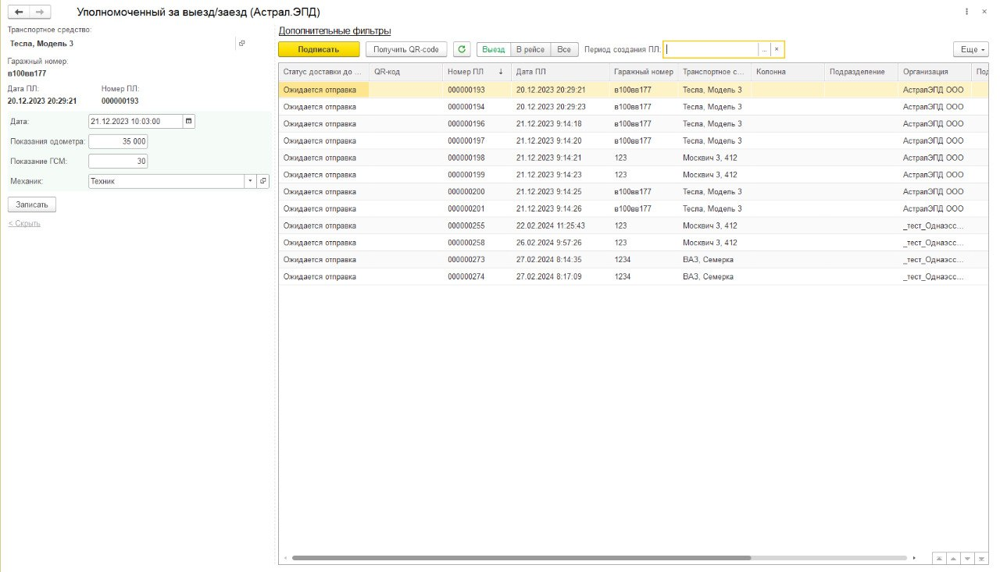 Уполномоченный за выезд/заезд (Астрал.ЭПД)
Транспортное средство:
Тесла, Модель 3
Гаражный номер:
в100вв177
Дата ПЛ: Номер ПЛ:
20.12.2023 20:29:21 000000193
Дата: 21.12.2023 10:03:00
Показания одометра: 35 000
Показание ГСМ: 30
Механик: Техник
Записать
< Скрыть
Дополнительные фильтры
Подписать Получить QR-code Выезд В рейсе Все Период создания ПЛ: ... × Еще
Статус доставки до ... QR-код Номер ПЛ ↓ Дата ПЛ Гаражный номер Транспортное с... Колонна Подразделение Организация Под
Ожидается отправка 000000193 20.12.2023 20:29:21 в100вв177 Тесла, Модель 3 АстралЭПД ООО
Ожидается отправка 000000194 20.12.2023 20:29:23 в100вв177 Тесла, Модель 3 АстралЭПД ООО
Ожидается отправка 000000196 21.12.2023 9:14:18 в100вв177 Тесла, Модель 3 АстралЭПД ООО
Ожидается отправка 000000197 21.12.2023 9:14:20 в100вв177 Тесла, Модель 3 АстралЭПД ООО
Ожидается отправка 000000198 21.12.2023 9:14:21 123 Москвич 3, 412 АстралЭПД ООО
Ожидается отправка 000000199 21.12.2023 9:14:23 123 Москвич 3, 412 АстралЭПД ООО
Ожидается отправка 000000200 21.12.2023 9:14:25 в100вв177 Тесла, Модель 3 АстралЭПД ООО
Ожидается отправка 000000201 21.12.2023 9:14:26 в100вв177 Тесла, Модель 3 АстралЭПД ООО
Ожидается отправка 000000255 22.02.2024 11:25:43 123 Москвич 3, 412 _тест_Однаэсс...
Ожидается отправка 000000258 26.02.2024 9:57:26 123 Москвич 3, 412 _тест_Однаэсс...
Ожидается отправка 000000273 27.02.2024 8:14:35 1234 ВАЗ, Семерка _тест_Однаэсс...
Ожидается отправка 000000274 27.02.2024 8:17:09 1234 ВАЗ, Семерка _тест_Однаэсс...